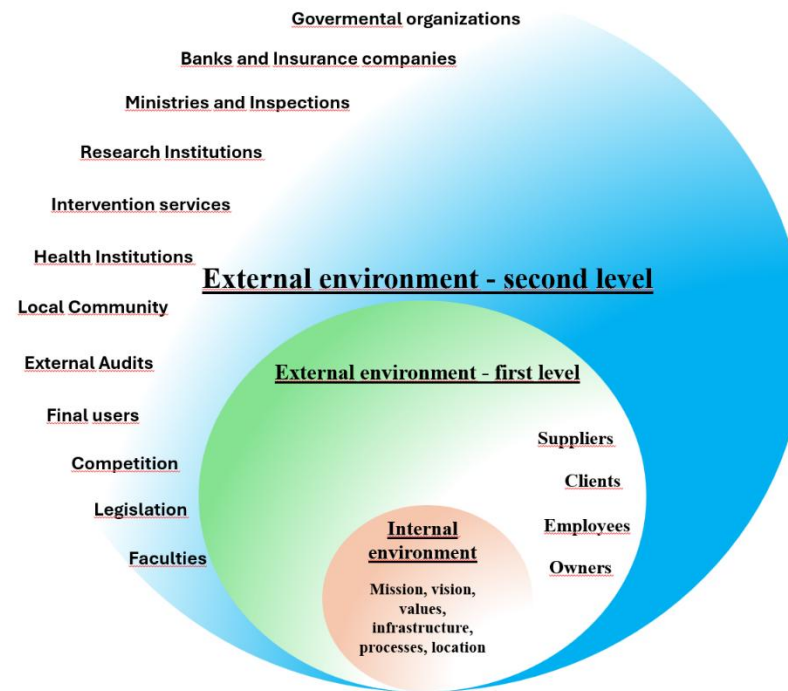 Govermental organizations
Banks and Insurance companies
Ministries and Inspections
Research Institutions
Intervention services
Health Institutions
External environment - second level
Local Community
External Audits
External environment - first level
Final users
Suppliers
Competition
Clients
Legislation
Employees
Faculties
Owners
Internal
environment
Mission, vision,
values,
infrastructure,
processes, location